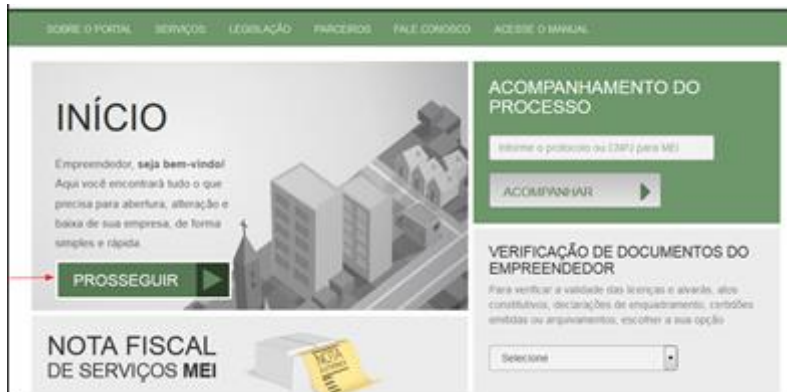 SOBRE O PORTAL SERVIÇOS LEGISLAÇÃO PARCEIROS FALE CONOSCO ACESSE O MANUAL
INÍCIO
Empreendedor, seja bem-vindo!
Aqui você encontrará tudo o que
precisa para abertura, alteração e
baixa de sua empresa, de forma
simples e rápida.
PROSSEGUIR
NOTA FISCAL
DE SERVIÇOS MEI
NOTA
ACOMPANHAMENTO DO
PROCESSO
Informe o protocolo ou CNPJ para MEI
ACOMPANHAR
VERIFICAÇÃO DE DOCUMENTOS DO
EMPREENDEDOR
Para verificar a validade das licenças e alvarás, atos
constitutivos, declarações de enquadramento, certidões
emitidas ou arquivamentos, escolher a sua opção
Selecione